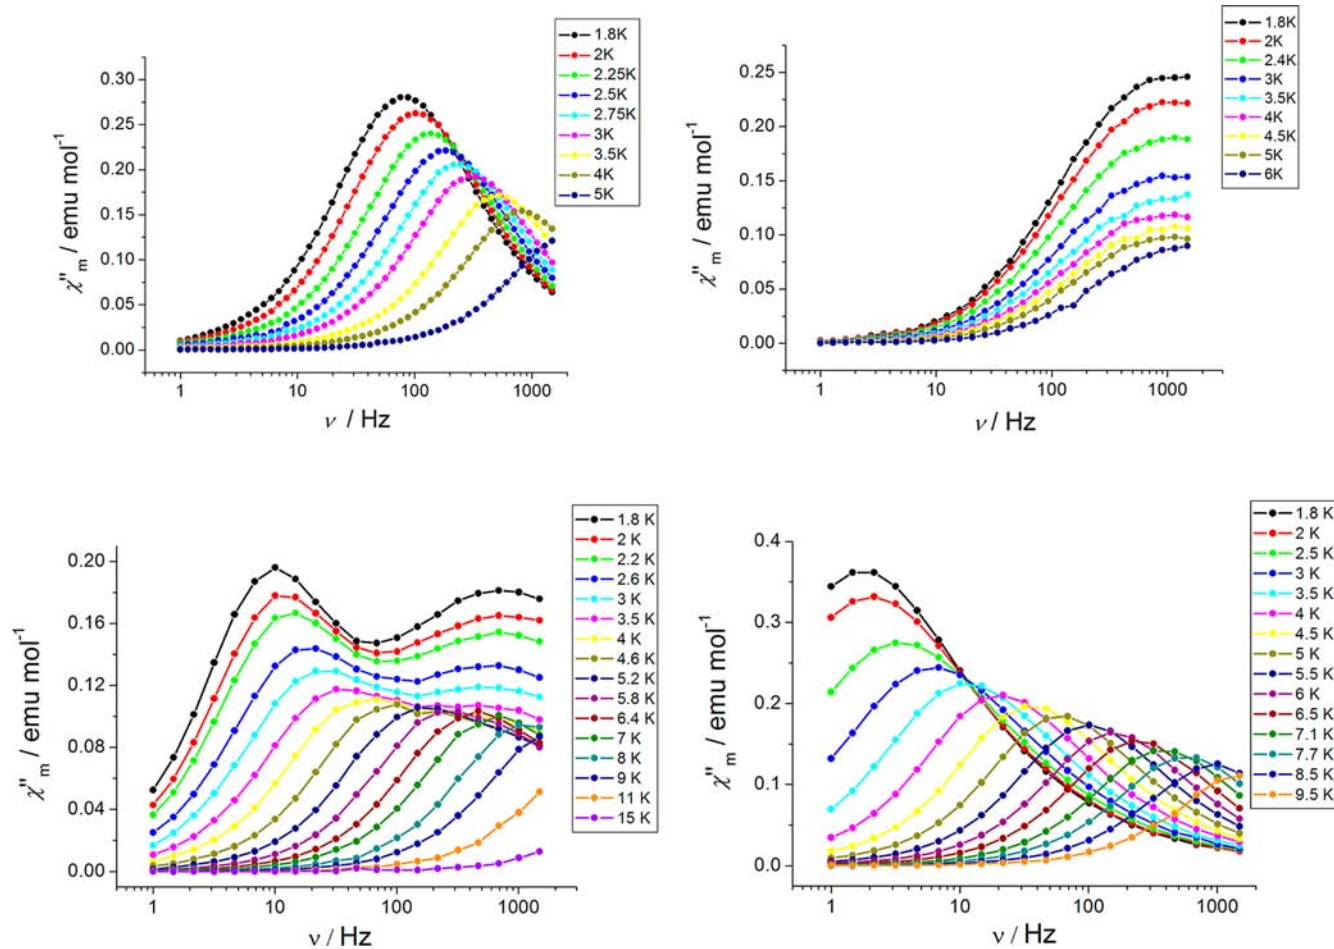 1.8K
2K
2.25K
2.5K
2.75K
3K
3.5K
4K
5K
0.30
0.25
0.20
0.15
0.10
0.05
0.00
χ''m / emu mol-1
1 10 100 1000
ν / Hz
1.8K
2K
2.4K
3K
3.5K
4K
4.5K
5K
6K
0.25
0.20
0.15
0.10
0.05
0.00
χ''m / emu mol-1
1 10 100 1000
ν / Hz
1.8 K
2 K
2.2 K
2.6 K
3 K
3.5 K
4 K
4.6 K
5.2 K
5.8 K
6.4 K
7 K
8 K
9 K
11 K
15 K
0.20
0.16
0.12
0.08
0.04
0.00
χ''m / emu mol-1
1 10 100 1000
ν / Hz
1.8 K
2 K
2.5 K
3 K
3.5 K
4 K
4.5 K
5 K
5.5 K
6 K
6.5 K
7.1 K
7.7 K
8.5 K
9.5 K
0.4
0.3
0.2
0.1
0.0
χ''m / emu mol-1
1 10 100 1000
ν / Hz